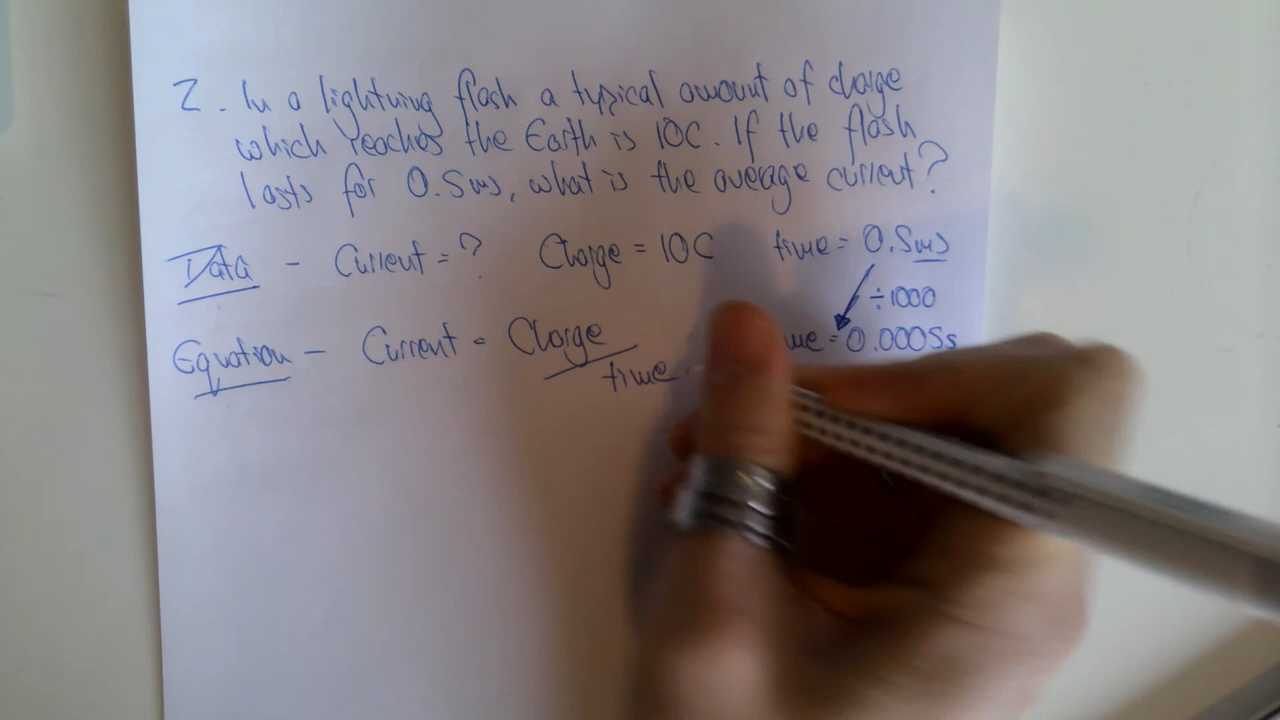 2. In a lightning flash a typical amount of charge
which reaches the Earth is 10C. If the flash
lasts for 0.5ms, what is the average current?
Data - Current = ? Charge = 10C time = 0.5ms
÷1000
Equation - Current = Charge = 0.0005s
time